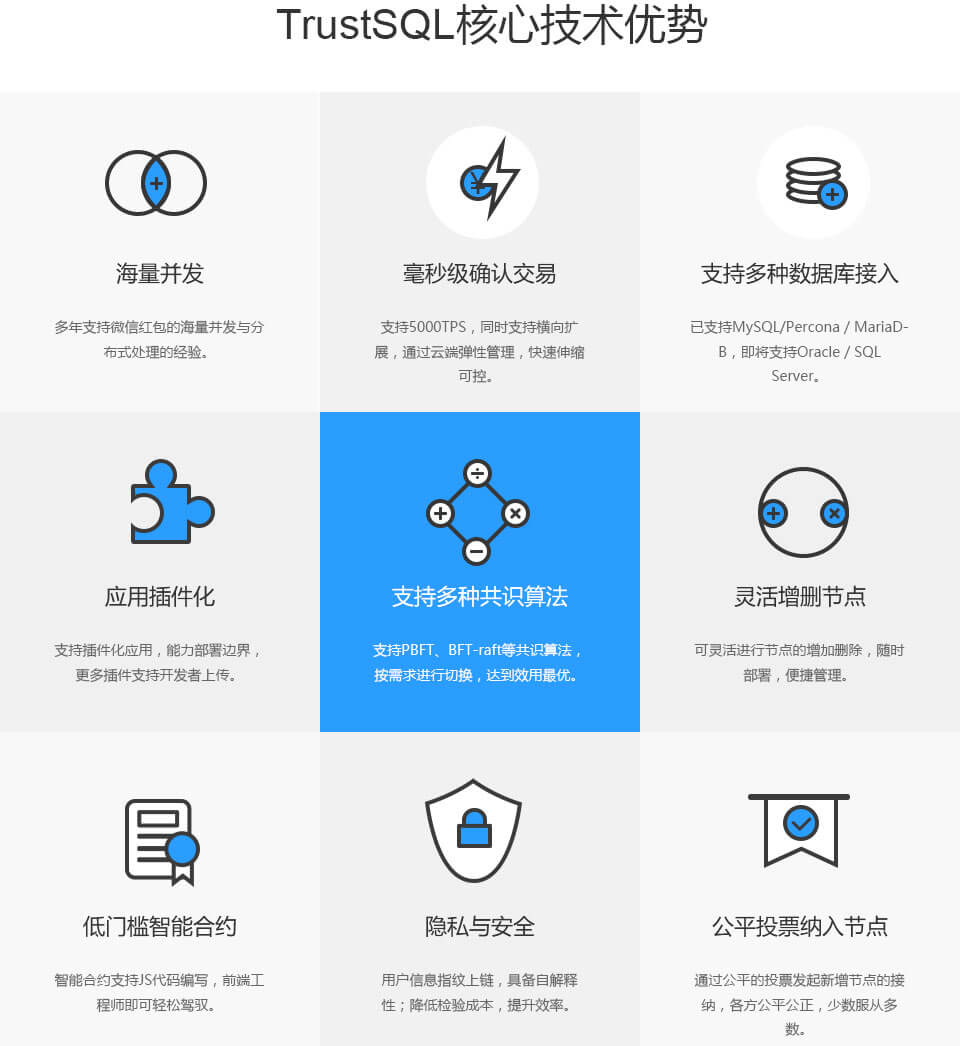 TrustSQL核心技术优势
海量并发
多年支持微信红包的海量并发与分
布式处理的经验。
毫秒级确认交易
支持5000TPS，同时支持横向扩
展，通过云端弹性管理，快速伸缩
可控。
支持多种数据库接入
已支持MySQL/Percona / MariaD-
B，即将支持Oracle / SQL
Server。
应用插件化
支持插件化应用，能力部署边界，
更多插件支持开发者上传。
支持多种共识算法
支持PBFT、BFT-raft等共识算法，
按需求进行切换，达到效用最优。
灵活增删节点
可灵活进行节点的增加删除，随时
部署，便捷管理。
低门槛智能合约
智能合约支持JS代码编写，前端工
程师即可轻松驾驭。
隐私与安全
用户信息指纹上链，具备自解释
性；降低检验成本，提升效率。
公平投票纳入节点
通过公平的投票发起新增节点的接
纳，各方公平公正，少数服从多
数。